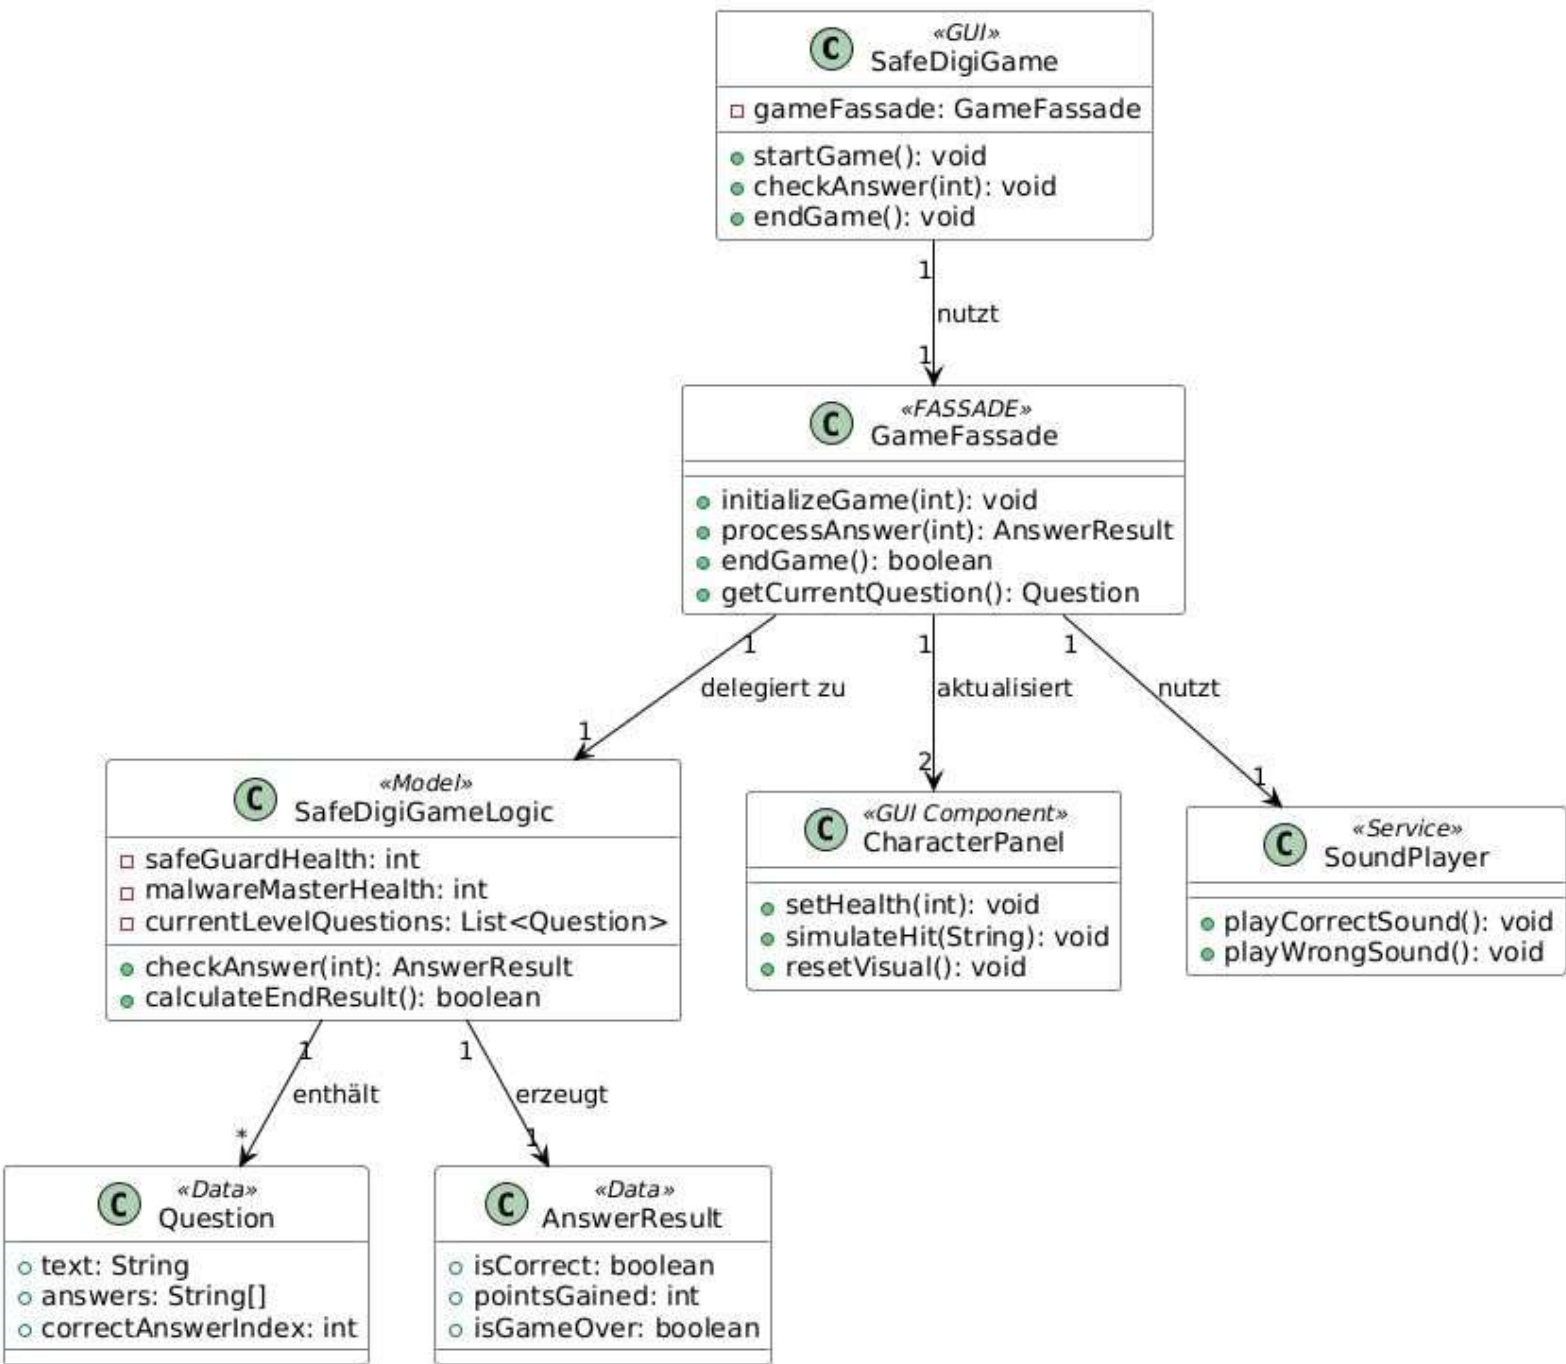 «GUI»
C SafeDigiGame
gameFassade: GameFassade
startGame(): void
checkAnswer(int): void
endGame(): void
1
nutzt
1
«FASSADE»
C GameFassade
initializeGame(int): void
processAnswer(int): AnswerResult
endGame(): boolean
getCurrentQuestion(): Question
1 1 1
delegiert zu aktualisiert nutzt
1 2 1
«Model»
C SafeDigiGameLogic
safeGuardHealth: int
malwareMasterHealth: int
currentLevelQuestions: List<Question>
checkAnswer(int): AnswerResult
calculateEndResult(): boolean
«GUI Component»
C CharacterPanel
setHealth(int): void
simulateHit(String): void
resetVisual(): void
«Service»
C SoundPlayer
playCorrectSound(): void
playWrongSound(): void
1 1
enthält erzeugt
* 1
«Data»
C Question
text: String
answers: String[]
correctAnswerIndex: int
«Data»
C AnswerResult
isCorrect: boolean
pointsGained: int
isGameOver: boolean